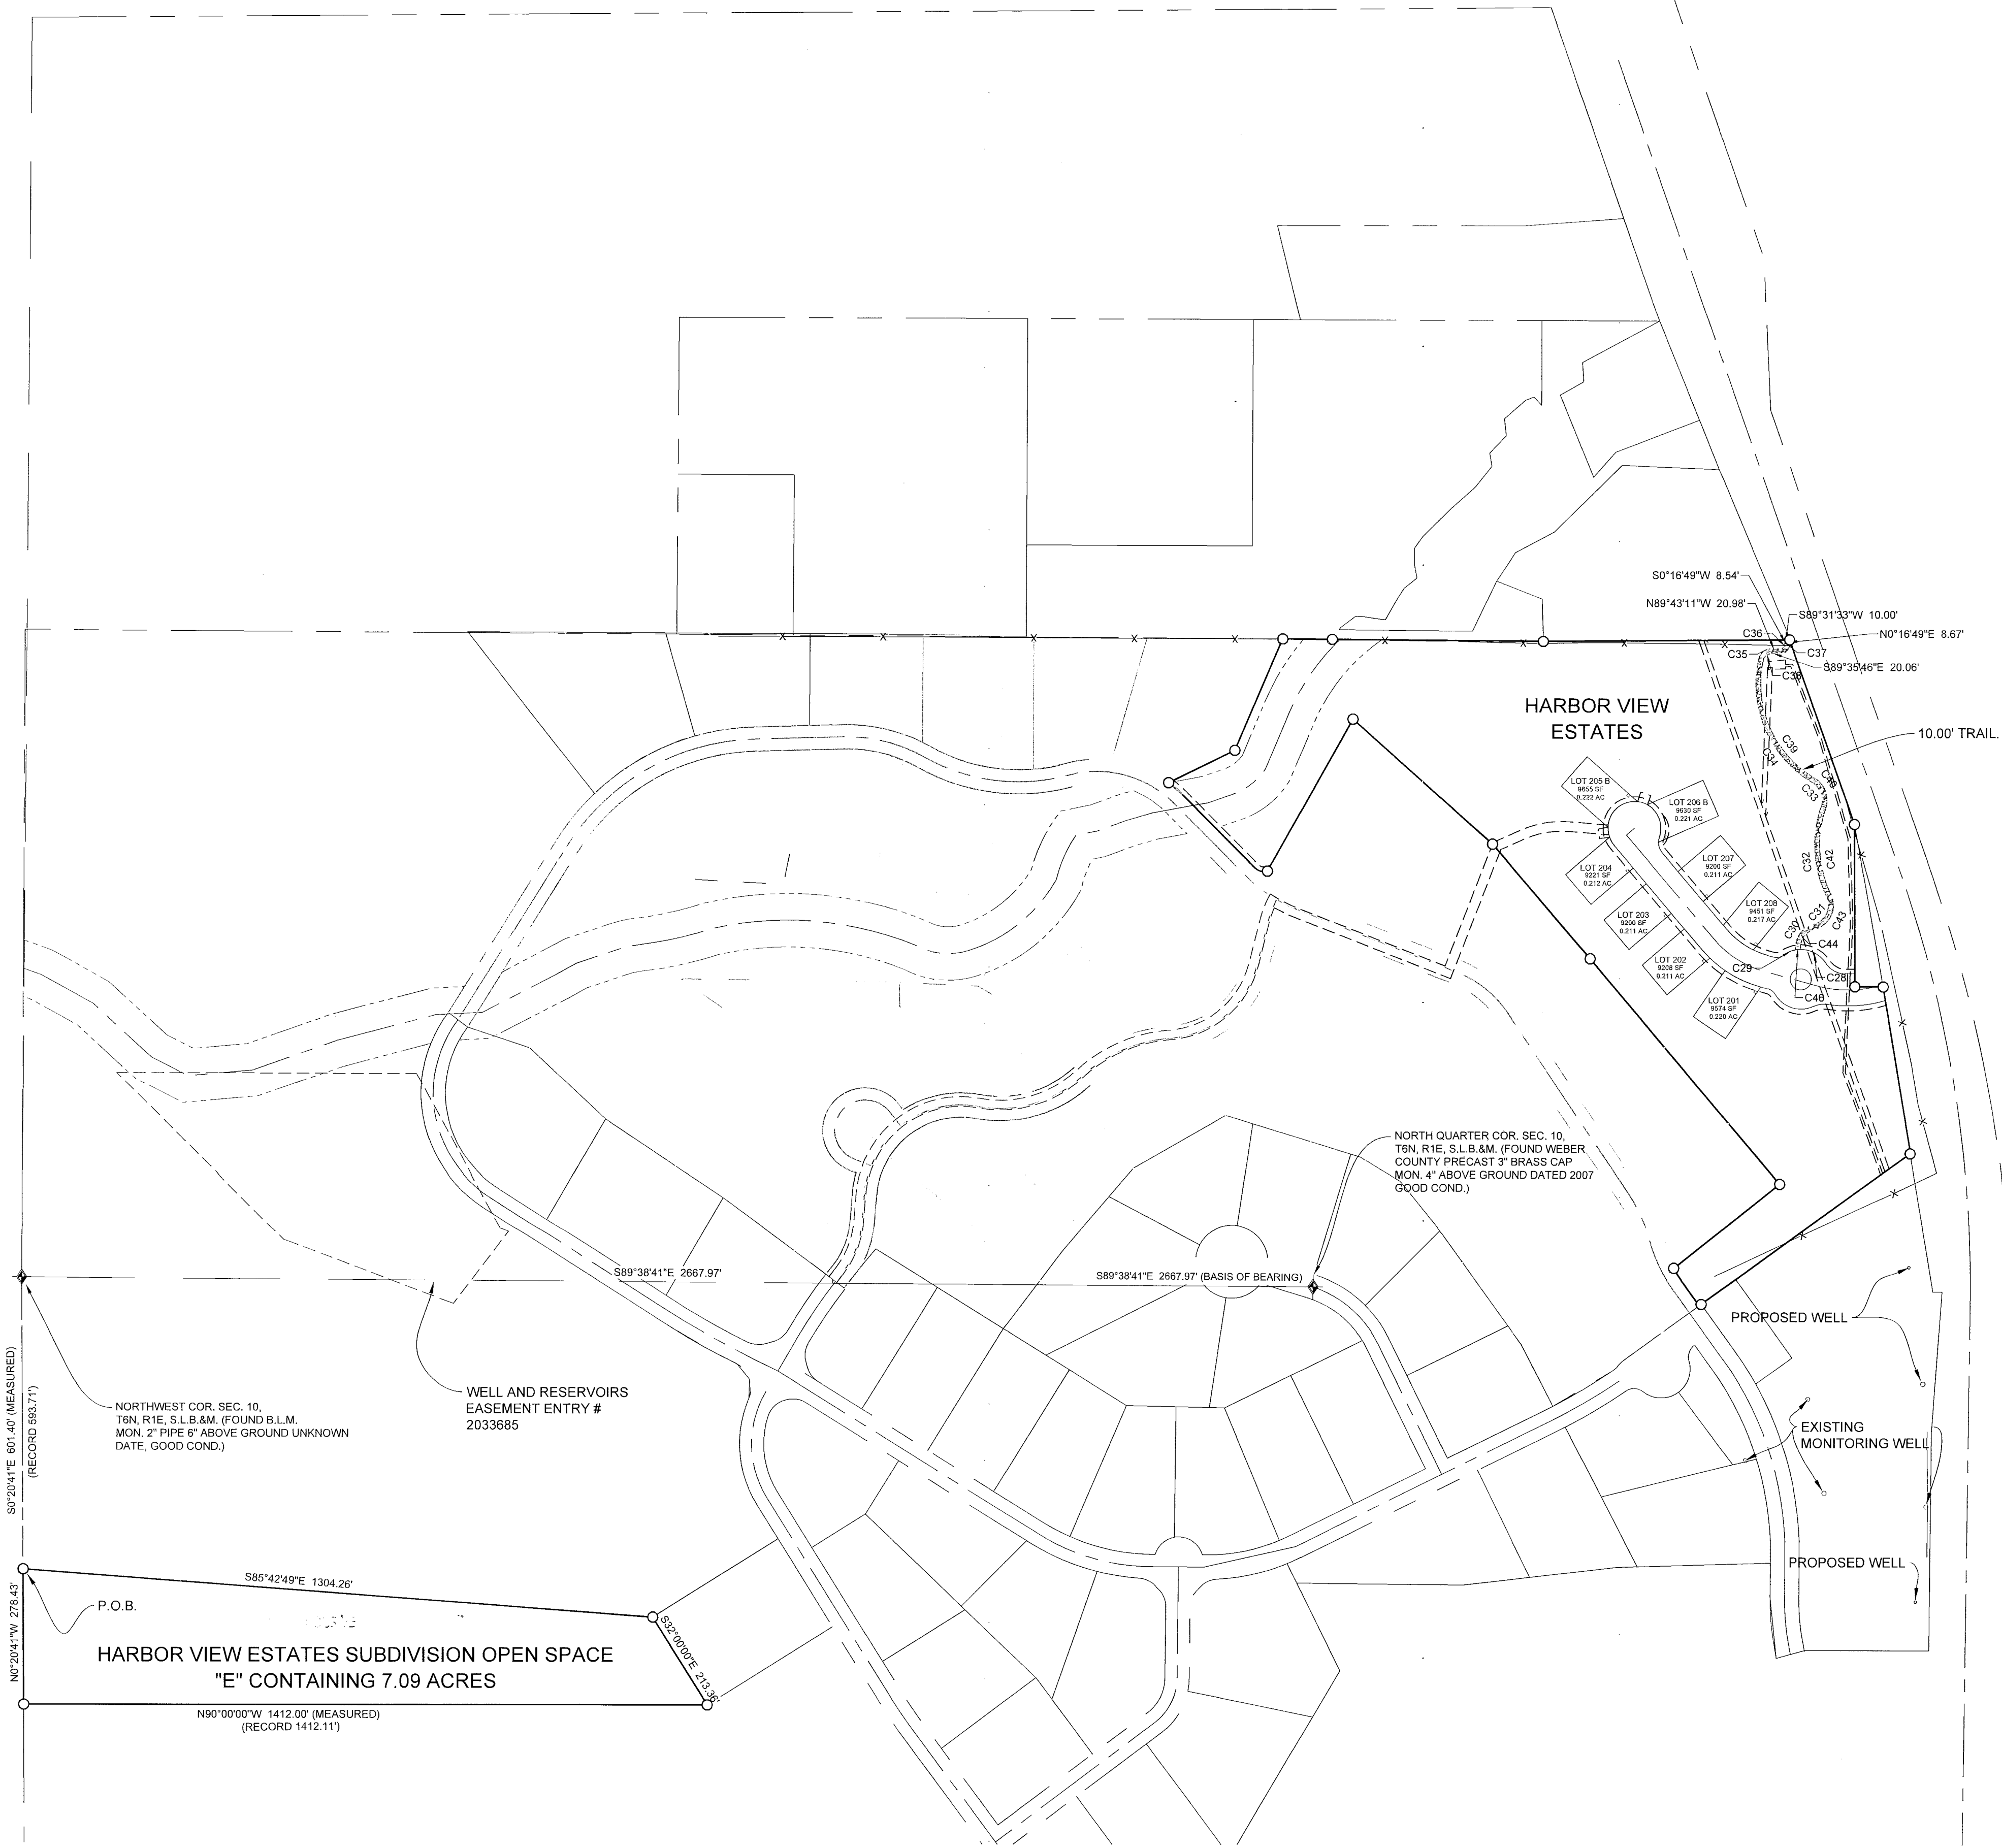 S0°16'49"W 8.54'
N89°43'11"W 20.98'
S89°31'33"W 10.00'
C36
N0°16'49"E 8.67'
C35
C37
S89°35'46"E 20.06'
C38
HARBOR VIEW
ESTATES
10.00' TRAIL.
C39
C34
C40
C33
LOT 205 B
9655 SF
0.222 AC
LOT 206 B
9630 SF
0.221 AC
LOT 204
9221 SF
0.212 AC
LOT 207
9200 SF
0.211 AC
C32
C42
LOT 203
9200 SF
0.211 AC
LOT 208
9451 SF
0.217 AC
C31
C43
C30
C44
LOT 202
9208 SF
0.211 AC
C29
C28
C46
LOT 201
9574 SF
0.220 AC
NORTH QUARTER COR. SEC. 10,
T6N, R1E, S.L.B.&M. (FOUND WEBER
COUNTY PRECAST 3" BRASS CAP
MON. 4" ABOVE GROUND DATED 2007
GOOD COND.)
S89°38'41"E 2667.97'
S89°38'41"E 2667.97' (BASIS OF BEARING)
PROPOSED WELL
S0°20'41"E 601.40' (MEASURED)
(RECORD 593.71')
NORTHWEST COR. SEC. 10,
T6N, R1E, S.L.B.&M. (FOUND B.L.M.
MON. 2" PIPE 6" ABOVE GROUND UNKNOWN
DATE, GOOD COND.)
WELL AND RESERVOIRS
EASEMENT ENTRY #
2033685
EXISTING
MONITORING WELL
PROPOSED WELL
S85°42'49"E 1304.26'
N0°20'41"W 278.43'
P.O.B.
S32°00'00"E 213.36'
HARBOR VIEW ESTATES SUBDIVISION OPEN SPACE
"E" CONTAINING 7.09 ACRES
N90°00'00"W 1412.00' (MEASURED)
(RECORD 1412.11')